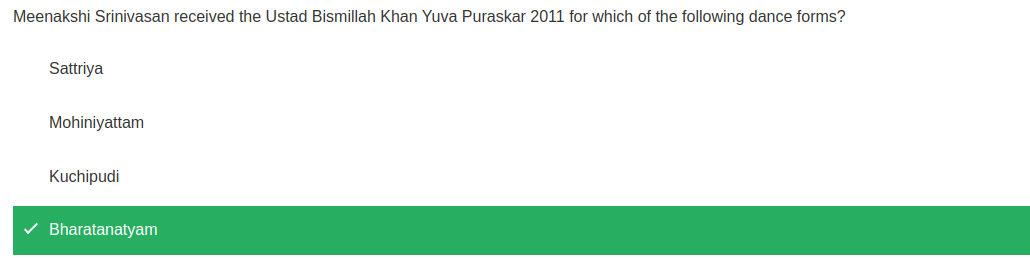 Meenakshi Srinivasan received the Ustad Bismillah Khan Yuva Puraskar 2011 for which of the following dance forms?
Sattriya
Mohiniyattam
Kuchipudi
Bharatanatyam